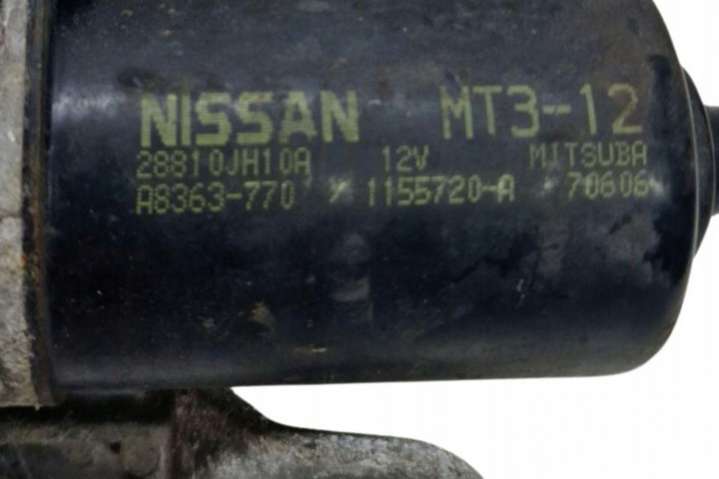 NISSAN MT3-12
28810JH10A 12V MITSUBA
A8363-770 1155720-A 70606